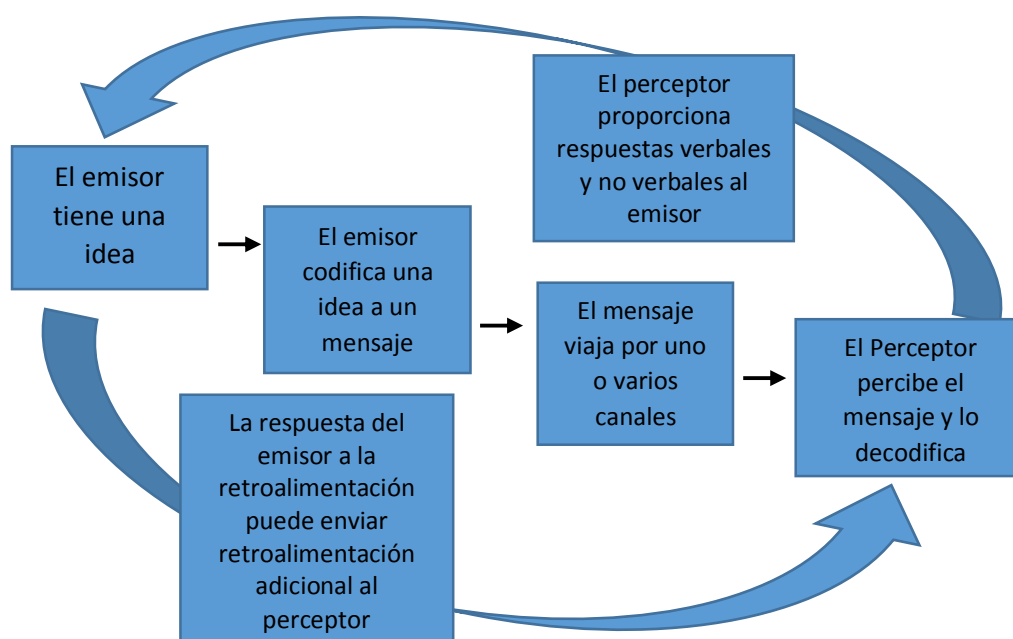 El emisor
tiene una
idea
El emisor
codifica una
idea a un
mensaje
El mensaje
viaja por uno
o varios
canales
El Perceptor
percibe el
mensaje y lo
decodifica
El perceptor
proporciona
respuestas verbales
y no verbales al
emisor
La respuesta del
emisor a la
retroalimentación
puede enviar
retroalimentación
adicional al
perceptor